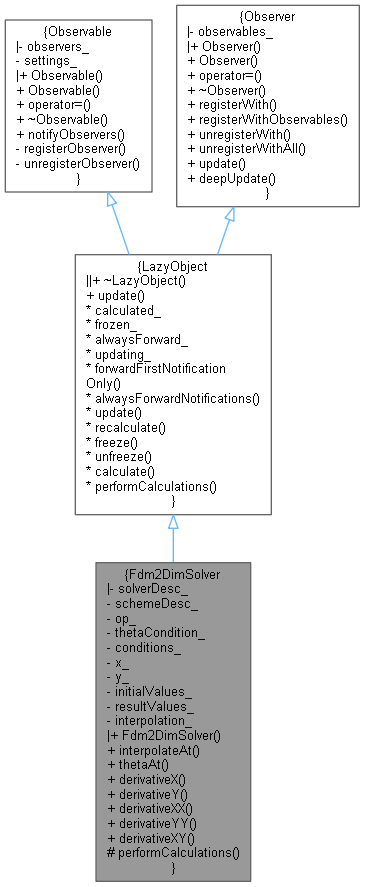 {Observable
|- observers_
- settings_
|+ Observable()
+ Observable()
+ operator=()
+ ~Observable()
+ notifyObservers()
- registerObserver()
- unregisterObserver()
}
{Observer
|- observables_
|+ Observer()
+ Observer()
+ operator=()
+ ~Observer()
+ registerWith()
+ registerWithObservables()
+ unregisterWith()
+ unregisterWithAll()
+ update()
+ deepUpdate()
}
{LazyObject
||+ ~LazyObject()
+ update()
* calculated_
* frozen_
* alwaysForward_
* updating_
* forwardFirstNotification
Only()
* alwaysForwardNotifications()
* update()
* recalculate()
* freeze()
* unfreeze()
* calculate()
* performCalculations()
}
{Fdm2DimSolver
|- solverDesc_
- schemeDesc_
- op_
- thetaCondition_
- conditions_
- x_
- y_
- initialValues_
- resultValues_
- interpolation_
|+ Fdm2DimSolver()
+ interpolateAt()
+ thetaAt()
+ derivativeX()
+ derivativeY()
+ derivativeXX()
+ derivativeYY()
+ derivativeXY()
# performCalculations()
}